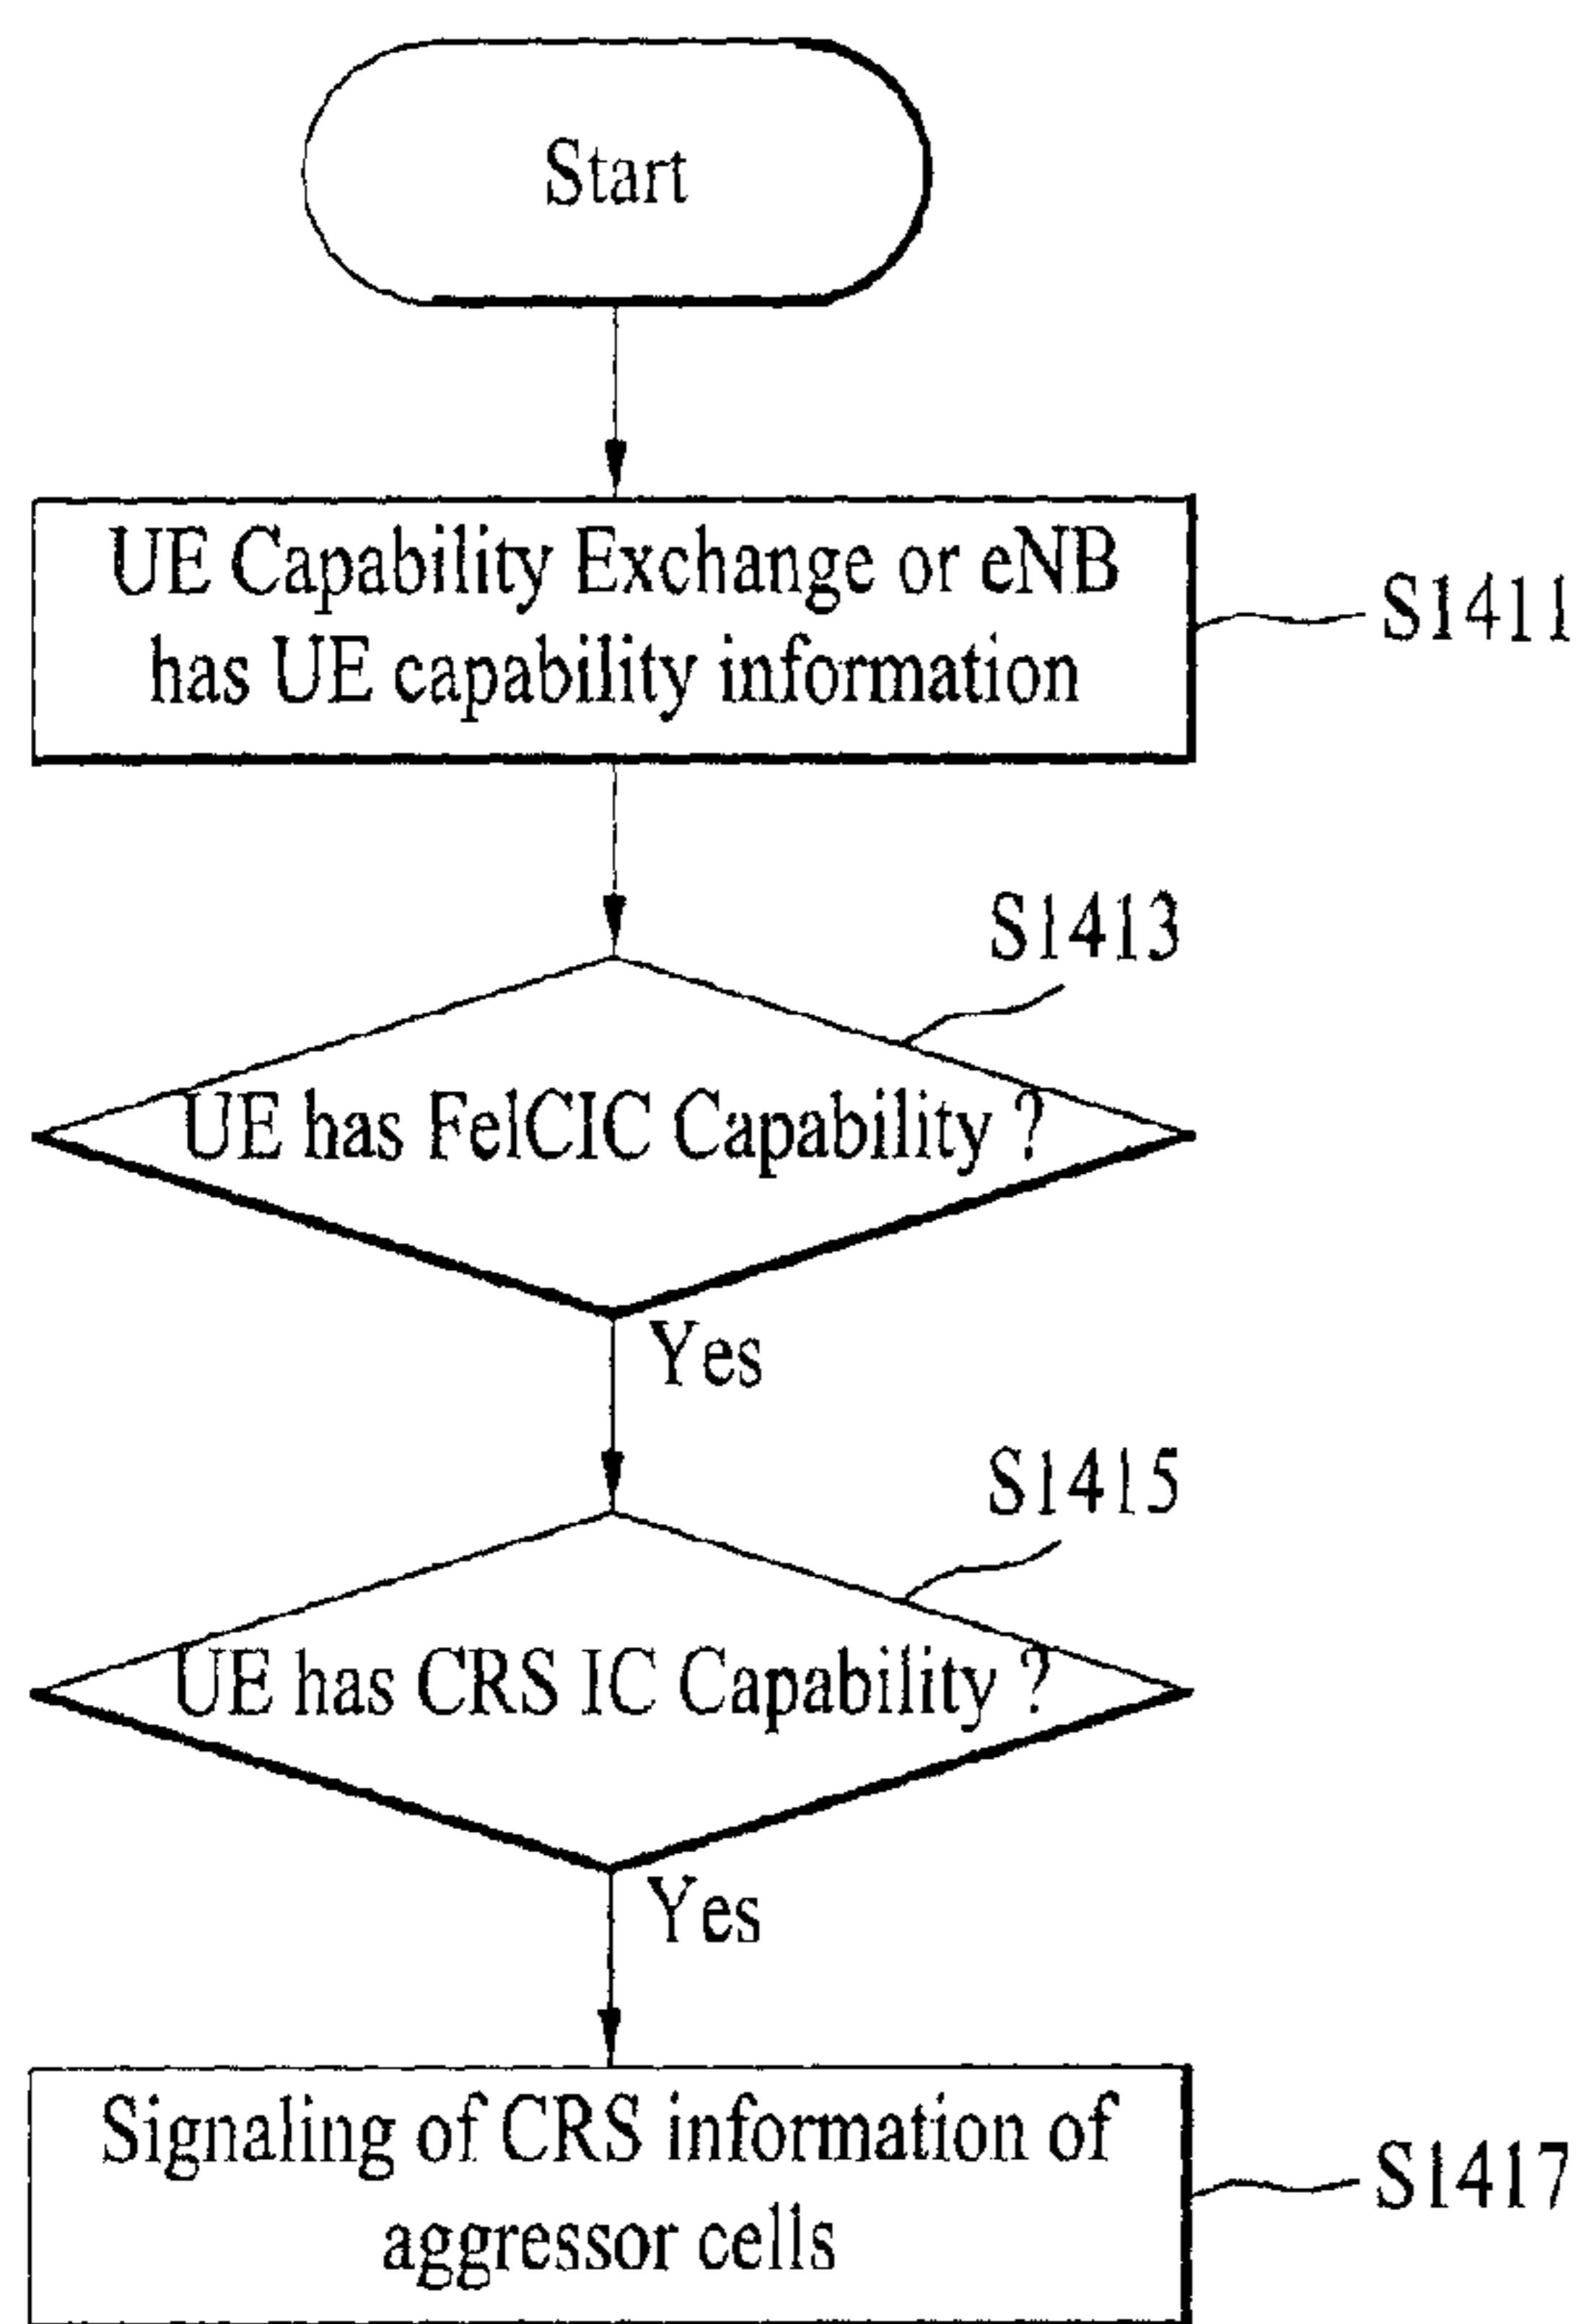 Start
UE Capability Exchange or eNB
has UE capability information
S1411
S1413
UE has FeICIC Capability ?
Yes
S1415
UE has CRS IC Capability ?
Yes
Signaling of CRS information of
aggressor cells
S1417